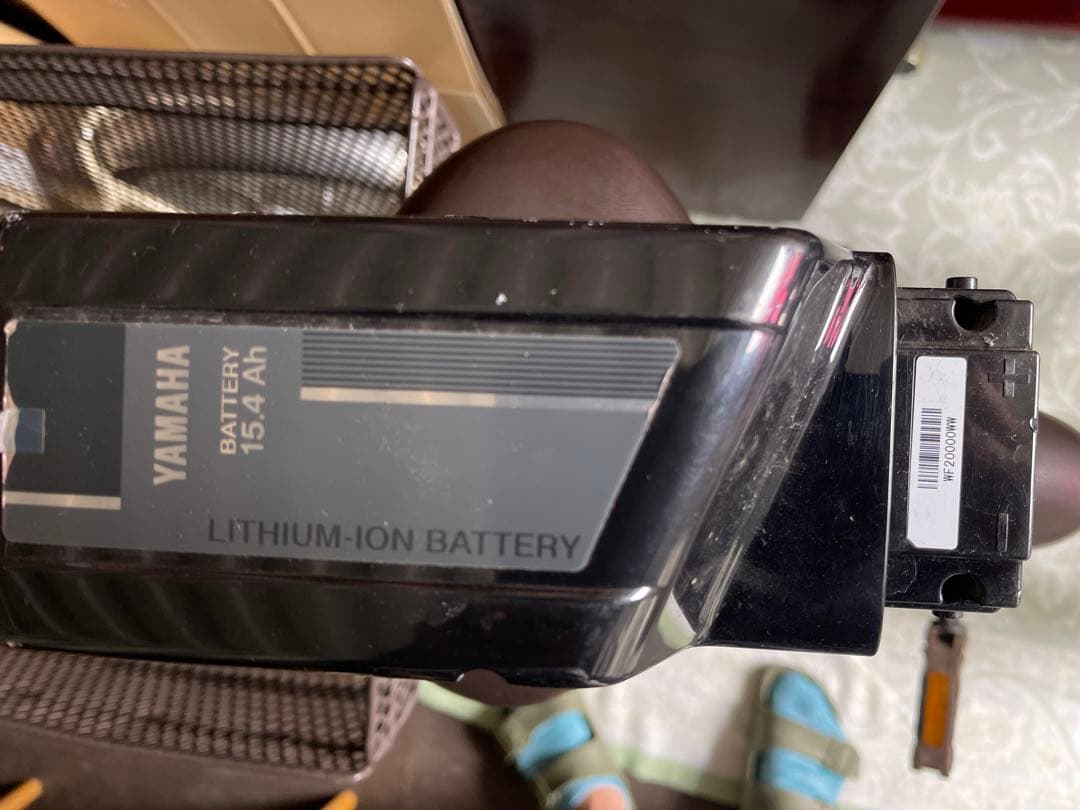 YAMAHA
BATTERY
15.4 Ah
LITHIUM-ION BATTERY
WF20000WW